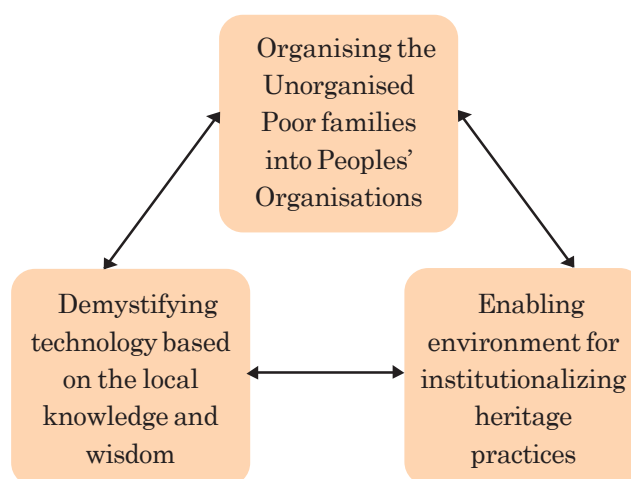 Organising the
Unorganised
Poor families
into Peoples’
Organisations
Demystifying
technology based
on the local
knowledge and
wisdom
Enabling
environment for
institutionalizing
heritage
practices